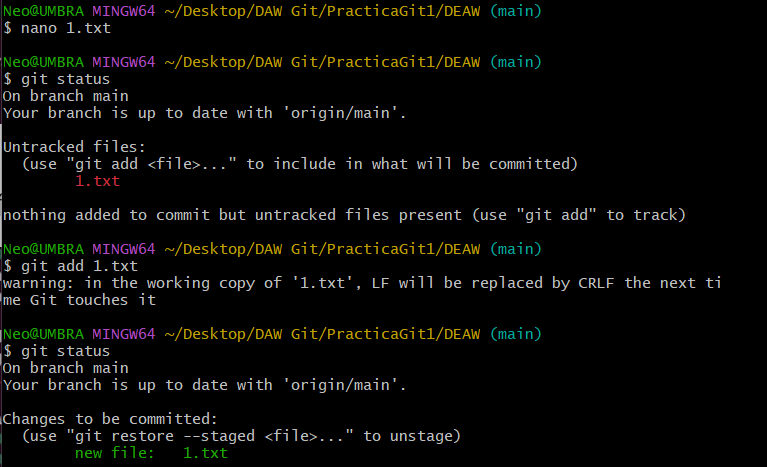 Neo@UMBRA MINGW64 ~/Desktop/DAW Git/PracticaGit1/DEAW (main)
$ nano 1.txt
Neo@UMBRA MINGW64 ~/Desktop/DAW Git/PracticaGit1/DEAW (main)
$ git status
On branch main
Your branch is up to date with 'origin/main'.
Untracked files:
  (use "git add <file>..." to include in what will be committed)
        1.txt
nothing added to commit but untracked files present (use "git add" to track)
Neo@UMBRA MINGW64 ~/Desktop/DAW Git/PracticaGit1/DEAW (main)
$ git add 1.txt
warning: in the working copy of '1.txt', LF will be replaced by CRLF the next ti
me Git touches it
Neo@UMBRA MINGW64 ~/Desktop/DAW Git/PracticaGit1/DEAW (main)
$ git status
On branch main
Your branch is up to date with 'origin/main'.
Changes to be committed:
  (use "git restore --staged <file>..." to unstage)
        new file:   1.txt